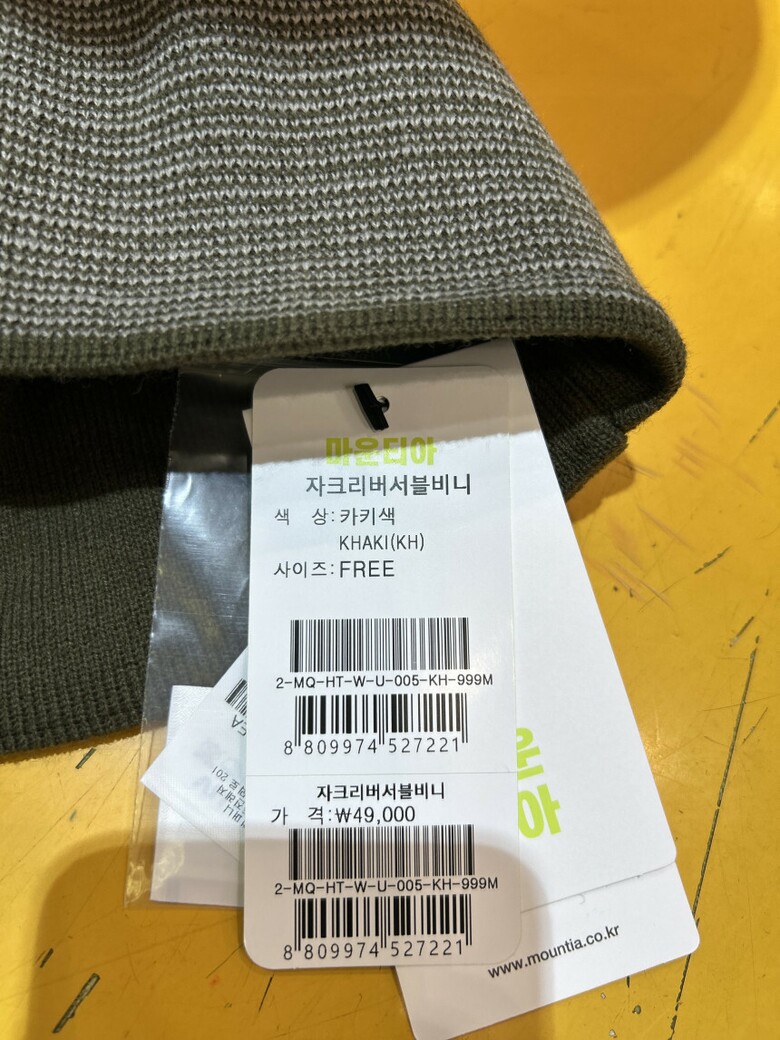 마운티아
자크리버서블비니
색 상:카키색
KHAKI(KH)
사이즈:FREE
2-MQ-HT-W-U-005-KH-999M
8 809974 527221
자크리버서블비니
가 격:₩49,000
2-MQ-HT-W-U-005-KH-999M
8 809974 527221
www.mountia.co.kr